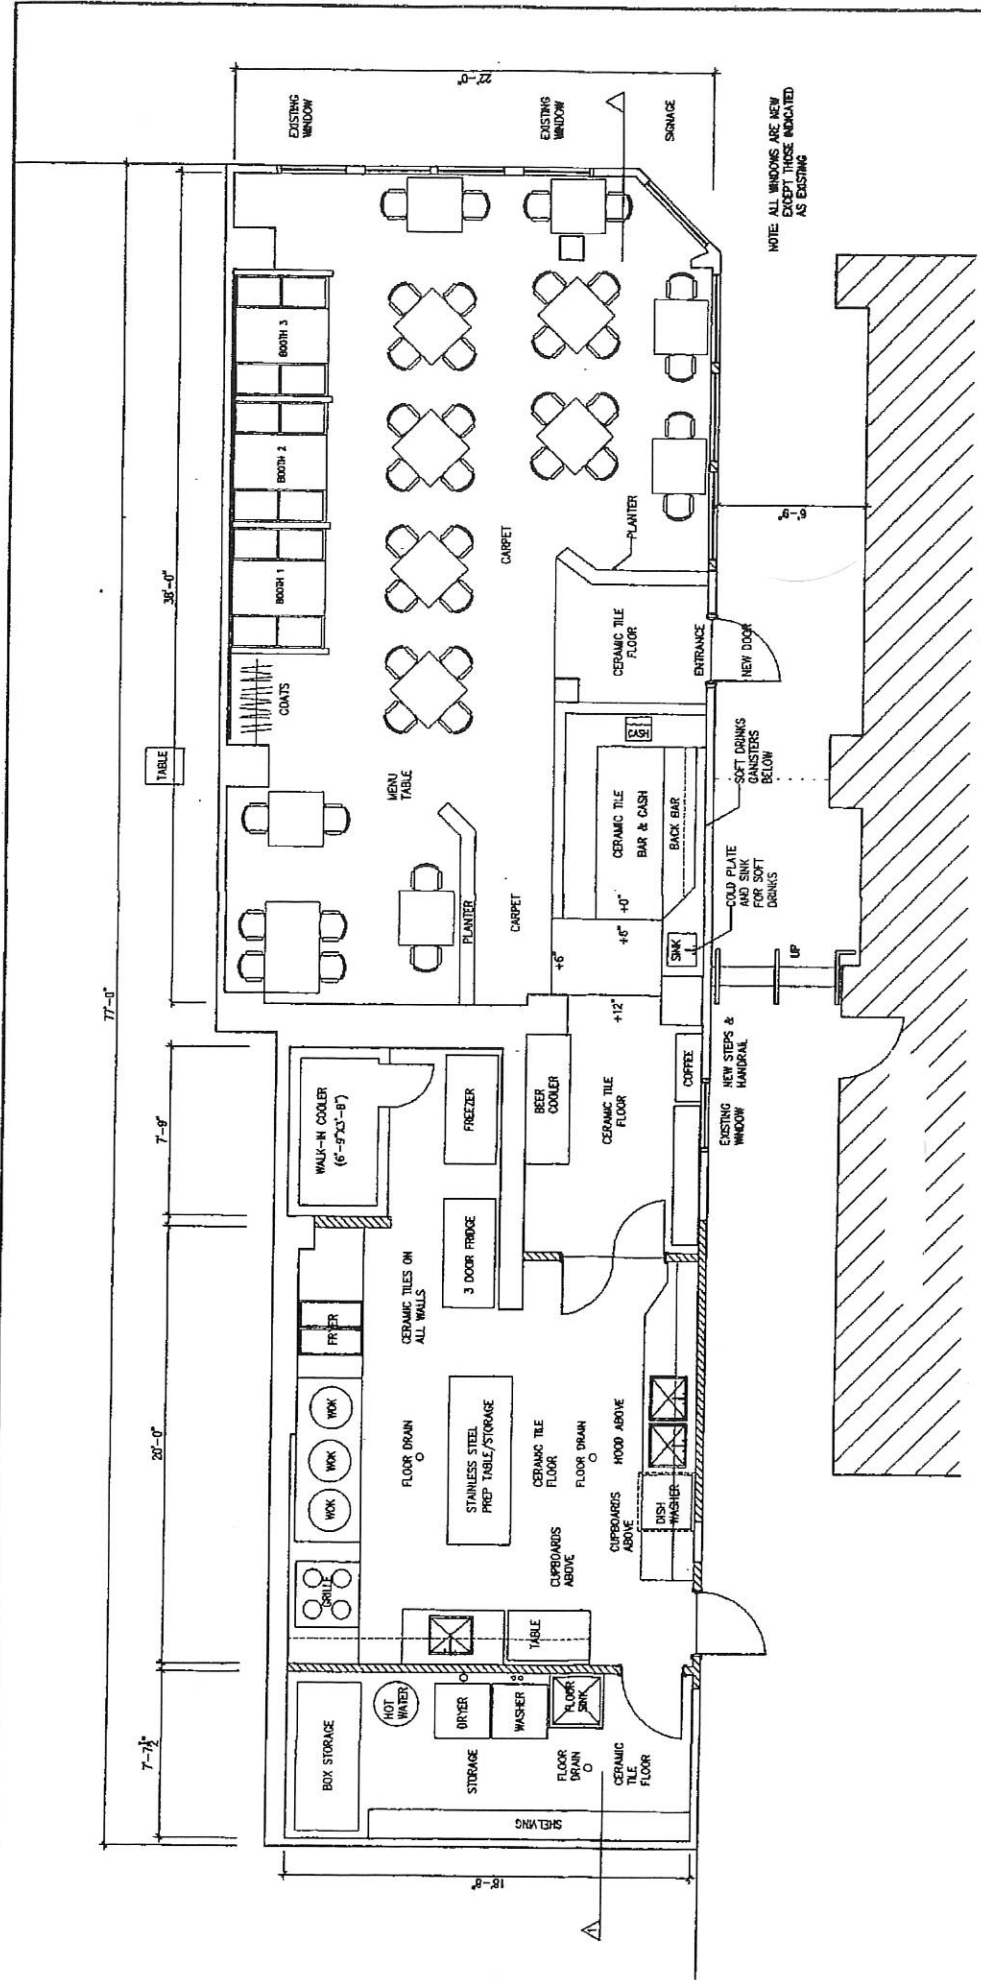 77'-0"
38'-0"
7'-9"
20'-0"
7'-7½"
22'-0"
18'-8"
6'-9"
EXISTING
WINDOW
EXISTING
WINDOW
SIGNAGE
NOTE: ALL WINDOWS ARE NEW
EXCEPT THOSE INDICATED
AS EXISTING
BOOTH 3
BOOTH 2
BOOTH 1
COATS
TABLE
MENU
TABLE
CARPET
PLANTER
CERAMIC TILE
FLOOR
ENTRANCE
NEW DOOR
CASH
CERAMIC TILE
BAR & CASH
BACK BAR
SOFT DRINKS
GANISTERS
BELOW
COLD PLATE
AND SINK
FOR SOFT
DRINKS
PLANTER
CARPET
+0"
+6"
+6"
SINK
UP
+12"
NEW STEPS &
HANDRAIL
EXISTING
WINDOW
COFFEE
BEER
COOLER
CERAMIC TILE
FLOOR
WALK-IN COOLER
(6'-9"X3'-8")
FREEZER
3 DOOR FRIDGE
CERAMIC TILES ON
ALL WALLS
FRYER
WOK
WOK
WOK
GRILLE
FLOOR DRAIN
STAINLESS STEEL
PREP TABLE/STORAGE
CERAMIC TILE
FLOOR
FLOOR DRAIN
HOOD ABOVE
CUPBOARDS
ABOVE
CUPBOARDS
ABOVE
DISH
WASHER
TABLE
BOX STORAGE
HOT
WATER
DRYER
WASHER
FLOOR
SINK
STORAGE
FLOOR
DRAIN
CERAMIC
TILE
FLOOR
SHELVING
1